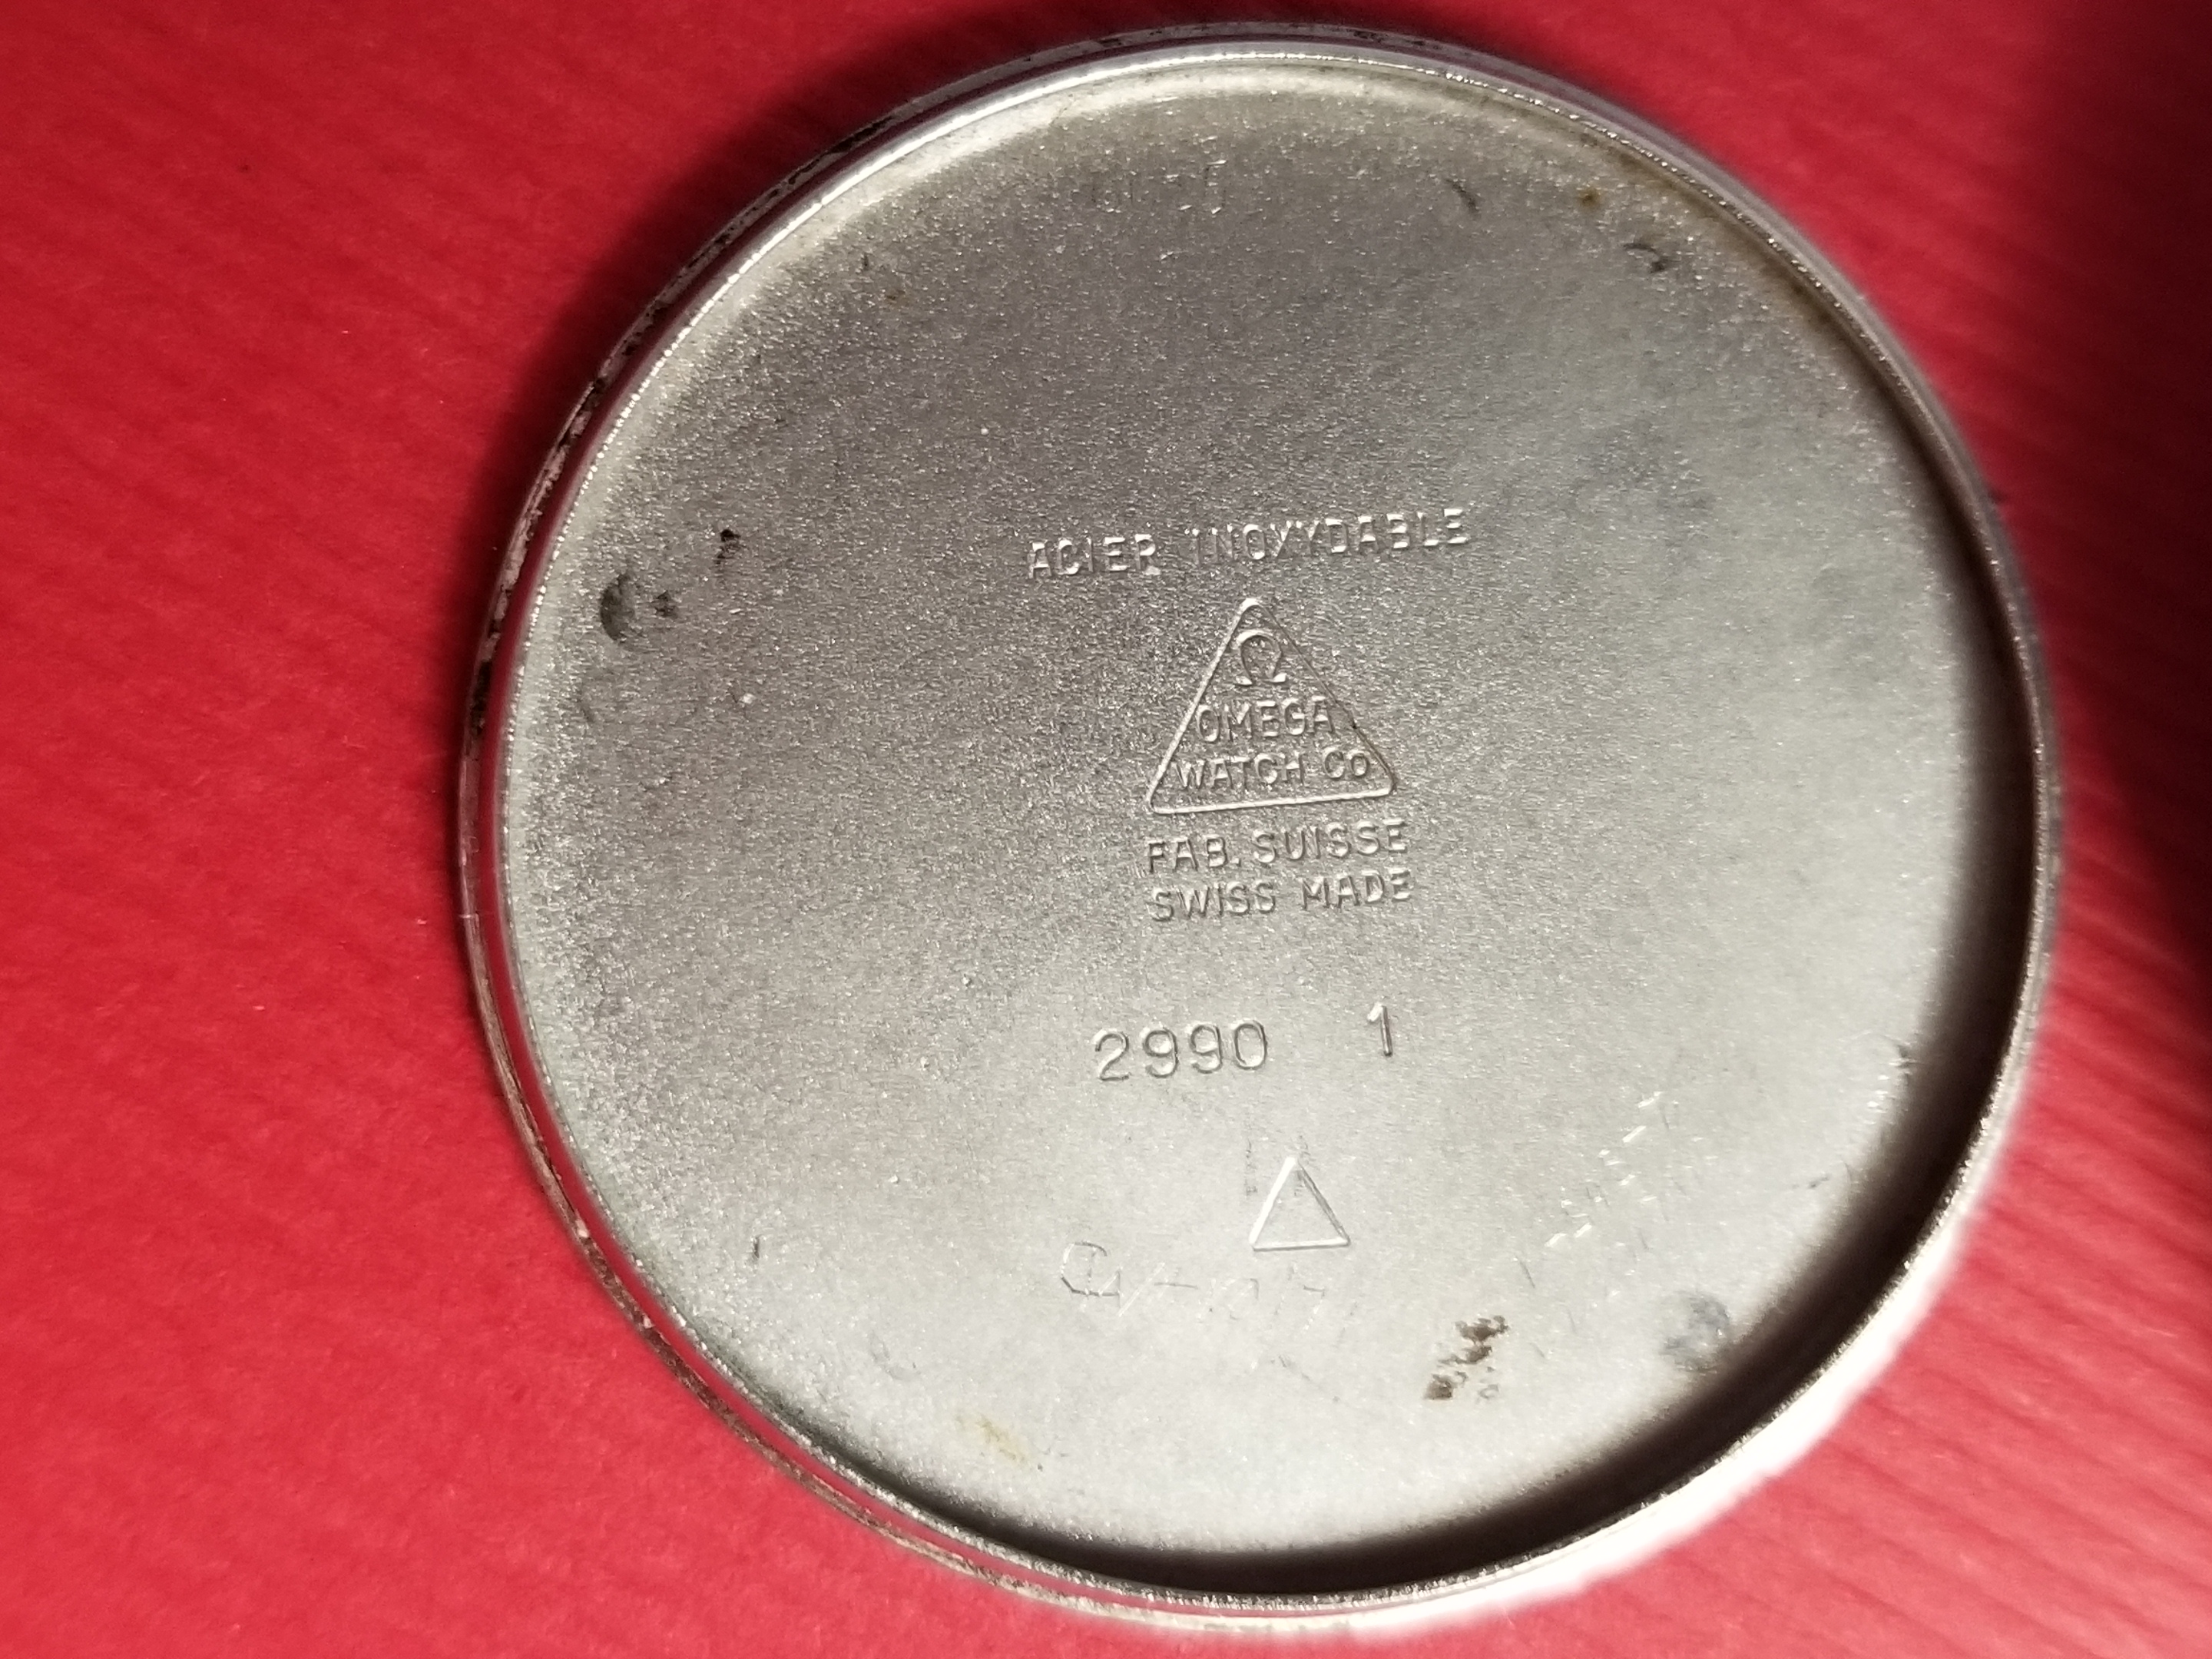 ACIER INOXYDABLE
Ω
OMEGA
WATCH Co
FAB. SUISSE
SWISS MADE
2990 1